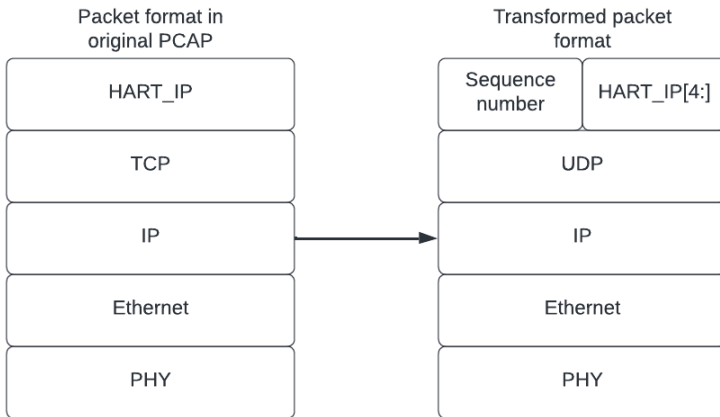 Packet format in
original PCAP
HART_IP
TCP
IP
Ethernet
PHY
Transformed packet
format
Sequence
number
HART_IP[4:]
UDP
IP
Ethernet
PHY